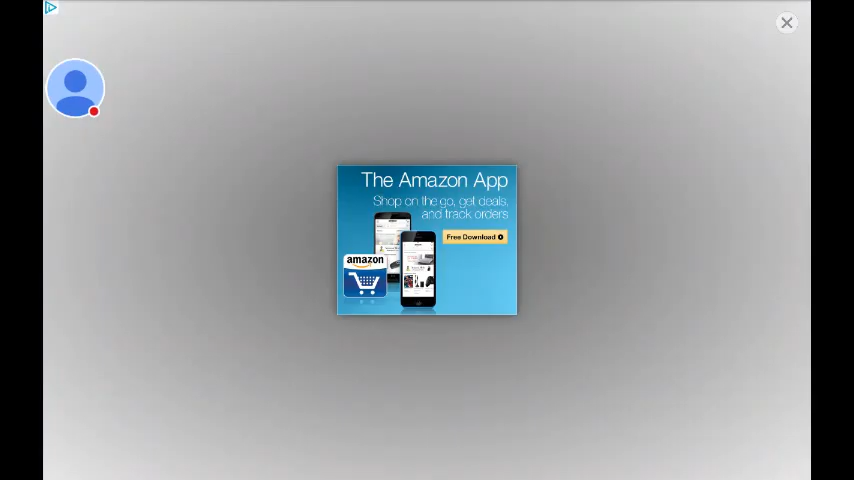 The Amazon App
Shop on the go, get deals,
and track orders
Free Download
amazon